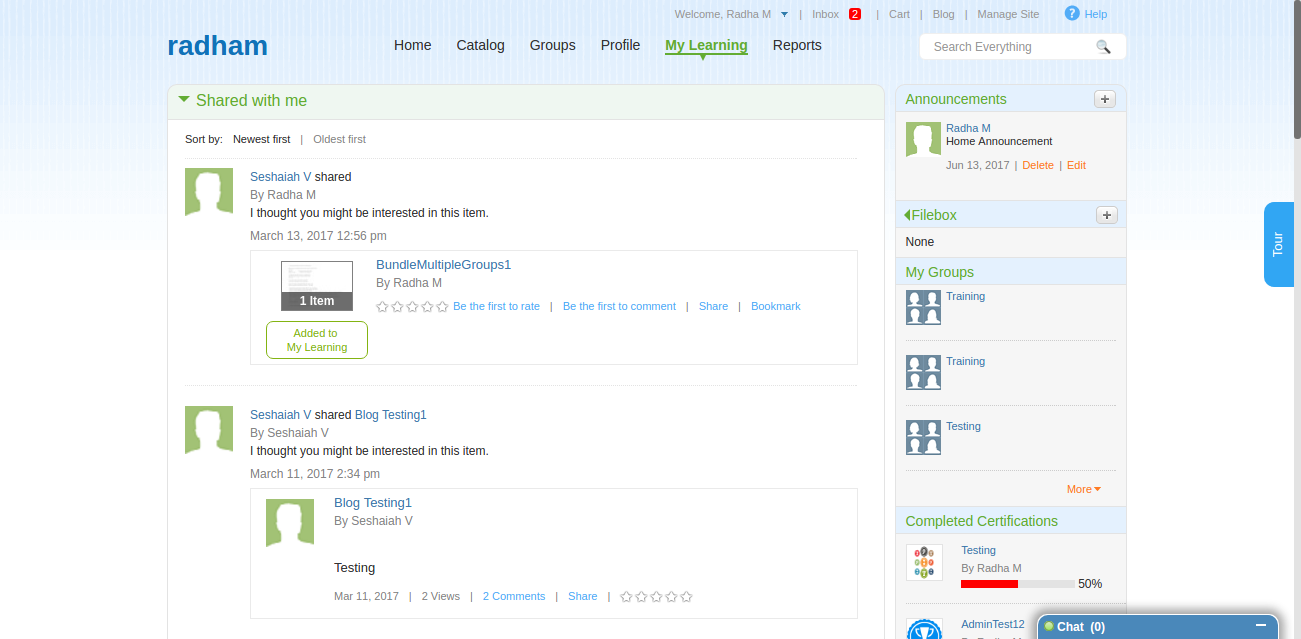 Welcome, Radha M | Inbox 2 | Cart | Blog | Manage Site ? Help
radham
Home Catalog Groups Profile My Learning Reports
Search Everything
Shared with me
Sort by: Newest first | Oldest first
Seshaiah V shared
By Radha M
I thought you might be interested in this item.
March 13, 2017 12:56 pm
BundleMultipleGroups1
By Radha M
1 Item
Be the first to rate | Be the first to comment | Share | Bookmark
Added to
My Learning
Seshaiah V shared Blog Testing1
By Seshaiah V
I thought you might be interested in this item.
March 11, 2017 2:34 pm
Blog Testing1
By Seshaiah V
Testing
Mar 11, 2017 | 2 Views | 2 Comments | Share |
Announcements +
Radha M
Home Announcement
Jun 13, 2017 | Delete | Edit
Filebox +
None
My Groups
Training
Training
Testing
More
Completed Certifications
Testing
By Radha M
50%
AdminTest12
Tour
Chat (0)